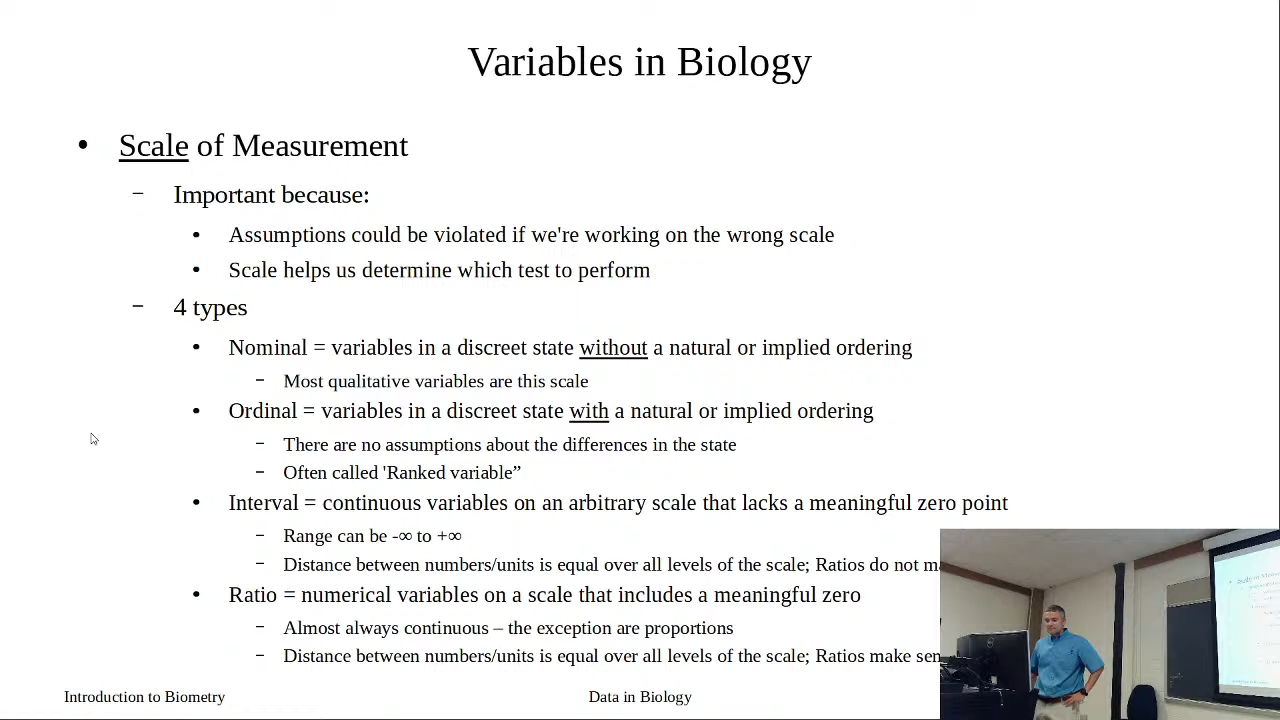 Variables in Biology
• Scale of Measurement
– Important because:
• Assumptions could be violated if we're working on the wrong scale
• Scale helps us determine which test to perform
– 4 types
• Nominal = variables in a discreet state without a natural or implied ordering
– Most qualitative variables are this scale
• Ordinal = variables in a discreet state with a natural or implied ordering
– There are no assumptions about the differences in the state
– Often called 'Ranked variable”
• Interval = continuous variables on an arbitrary scale that lacks a meaningful zero point
– Range can be -∞ to +∞
– Distance between numbers/units is equal over all levels of the scale; Ratios do not
• Ratio = numerical variables on a scale that includes a meaningful zero
– Almost always continuous – the exception are proportions
– Distance between numbers/units is equal over all levels of the scale; Ratios make
Introduction to Biometry
Data in Biology